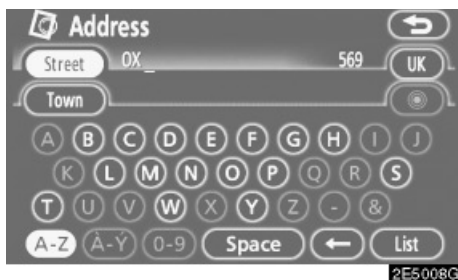 Address
Street OX_ 569 UK
Town
A B C D E F G H I J
K L M N O P Q R S
T U V W X Y Z - &
A-Z À-Ý 0-9 Space ← List
2E5008G